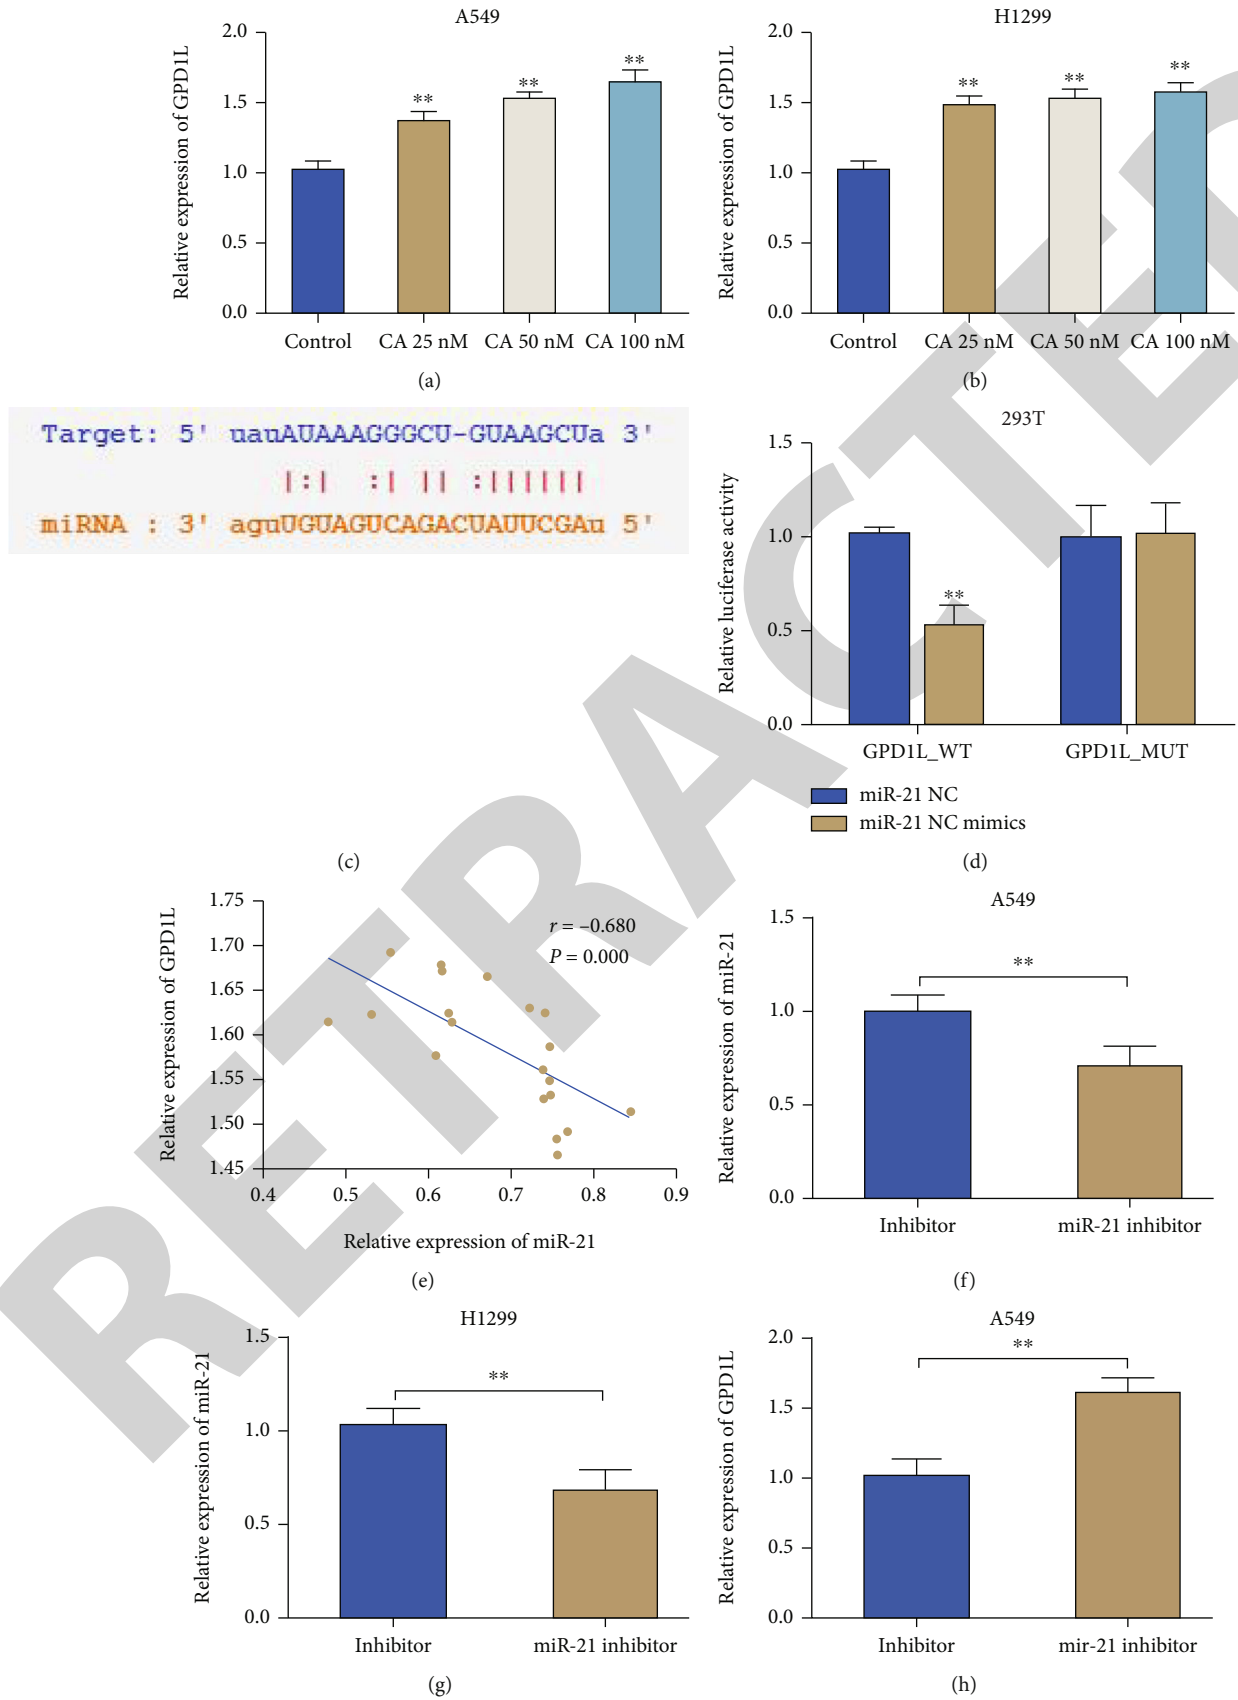 A549
Relative expression of GPD1L
2.0
1.5
1.0
0.5
0.0
**
**
**
Control
CA 25 nM
CA 50 nM
CA 100 nM
(a)
H1299
Relative expression of GPD1L
2.0
1.5
1.0
0.5
0.0
**
**
**
Control
CA 25 nM
CA 50 nM
CA 100 nM
(b)
Target: 5' uauAUAAAGGGCU-GUAAGCUa 3'
|:| :| || :||||||
miRNA : 3' aguUGUAGUCAGACUAUUCGAu 5'
(c)
293T
Relative luciferase activity
1.5
1.0
0.5
0.0
**
GPD1L_WT
GPD1L_MUT
miR-21 NC
miR-21 NC mimics
(d)
Relative expression of GPD1L
1.75
1.70
1.65
1.60
1.55
1.50
1.45
r = –0.680
P = 0.000
0.4
0.5
0.6
0.7
0.8
0.9
Relative expression of miR-21
(e)
A549
Relative expression of miR-21
1.5
1.0
0.5
0.0
**
Inhibitor
miR-21 inhibitor
(f)
H1299
Relative expression of miR-21
1.5
1.0
0.5
0.0
**
Inhibitor
miR-21 inhibitor
(g)
A549
Relative expression of GPD1L
2.0
1.5
1.0
0.5
0.0
**
Inhibitor
mir-21 inhibitor
(h)
RETRACTE